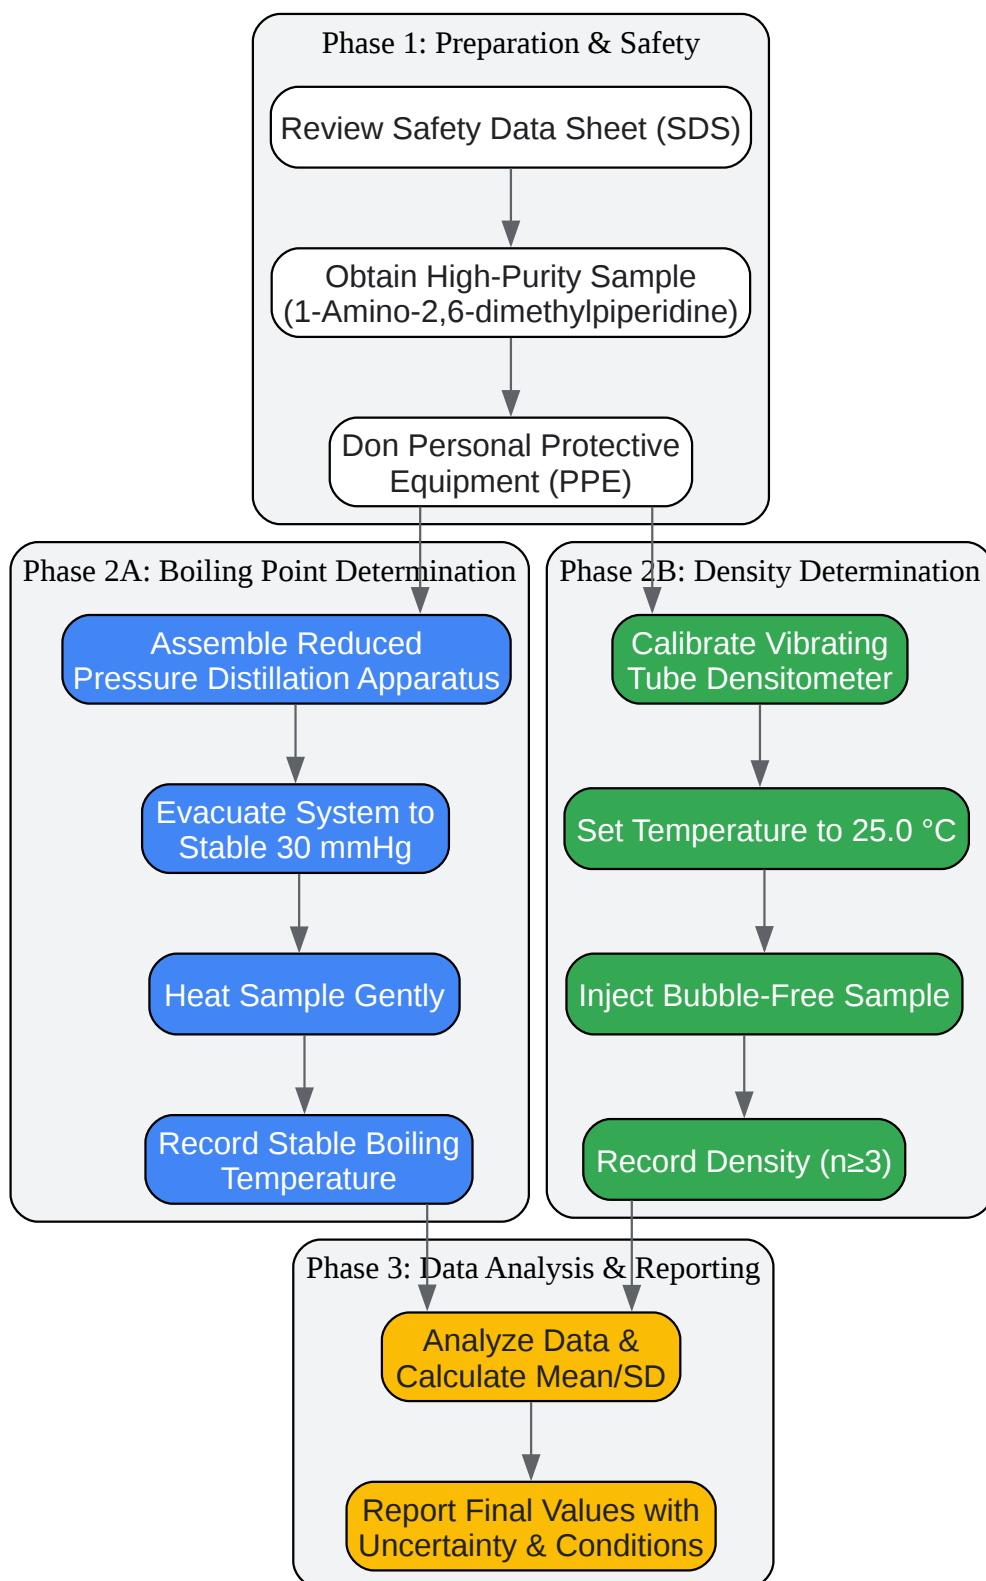 Phase 1: Preparation & Safety
Review Safety Data Sheet (SDS)
Obtain High-Purity Sample
(1-Amino-2,6-dimethylpiperidine)
Don Personal Protective
Equipment (PPE)
Phase 2A: Boiling Point Determination
Assemble Reduced
Pressure Distillation Apparatus
Evacuate System to
Stable 30 mmHg
Heat Sample Gently
Record Stable Boiling
Temperature
Phase 2B: Density Determination
Calibrate Vibrating
Tube Densitometer
Set Temperature to 25.0 °C
Inject Bubble-Free Sample
Record Density (n≥3)
Phase 3: Data Analysis & Reporting
Analyze Data &
Calculate Mean/SD
Report Final Values with
Uncertainty & Conditions